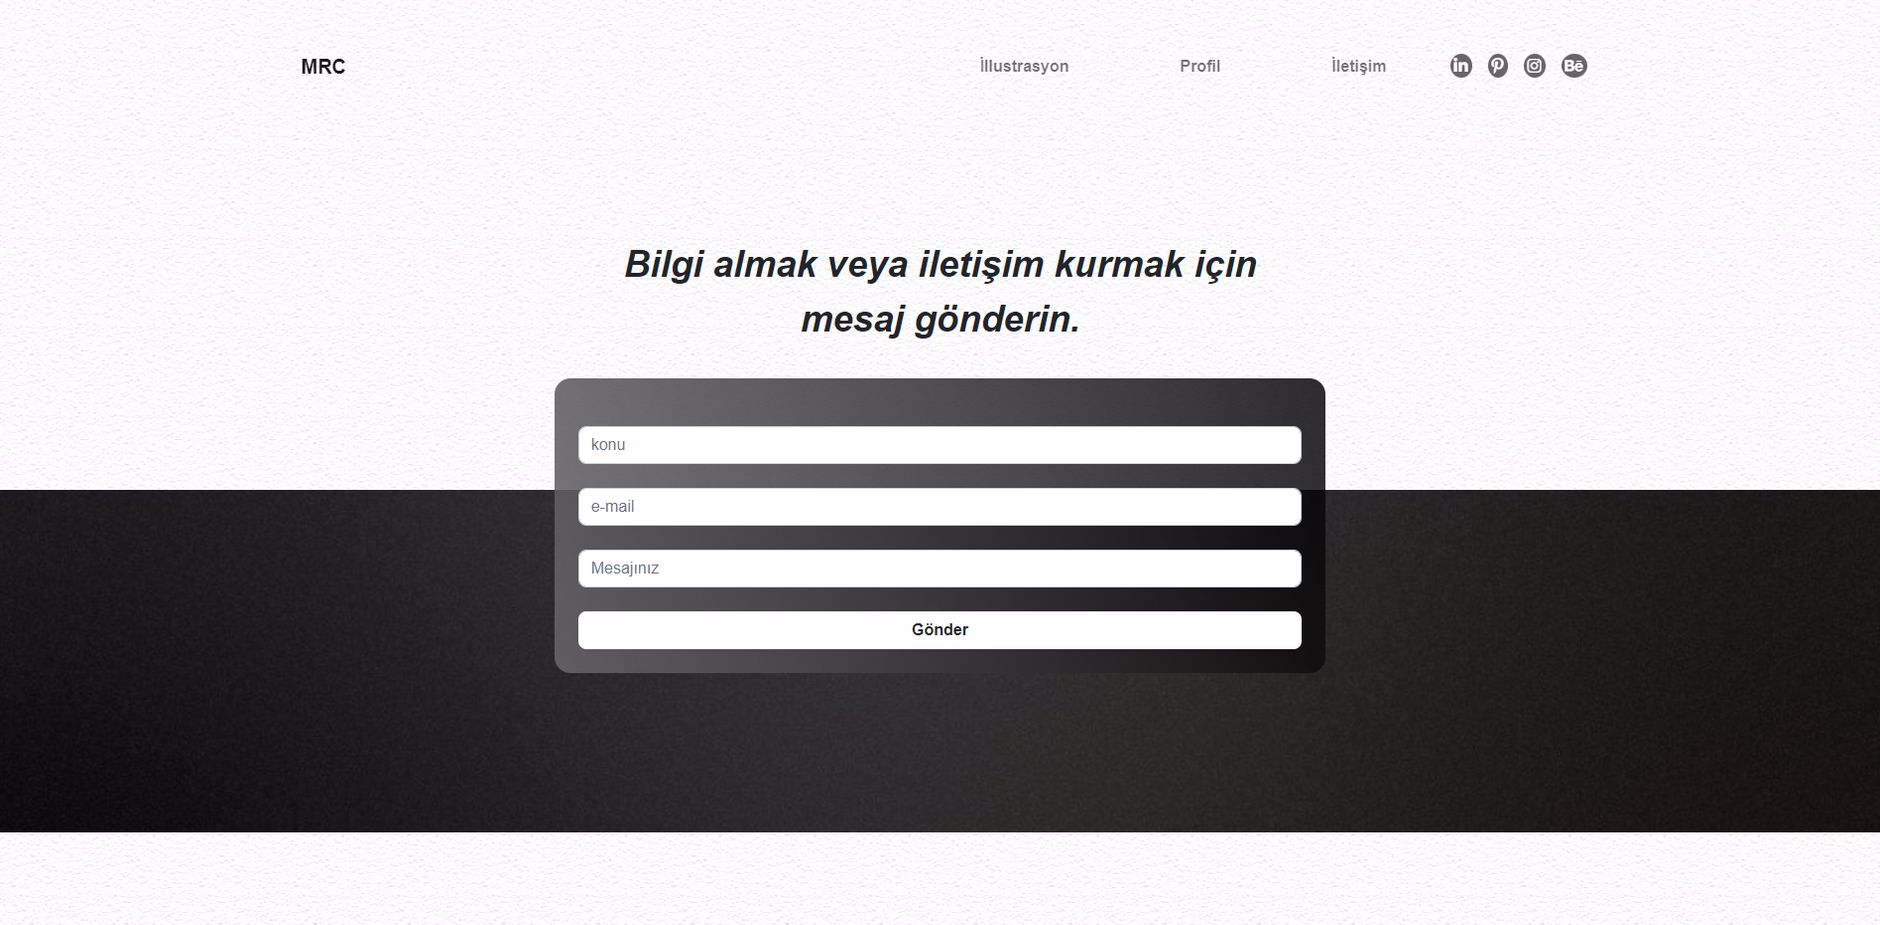 MRC
İllustrasyon
Profil
İletişim
in
Bē
Bilgi almak veya iletişim kurmak için
mesaj gönderin.
konu
e-mail
Mesajınız
Gönder